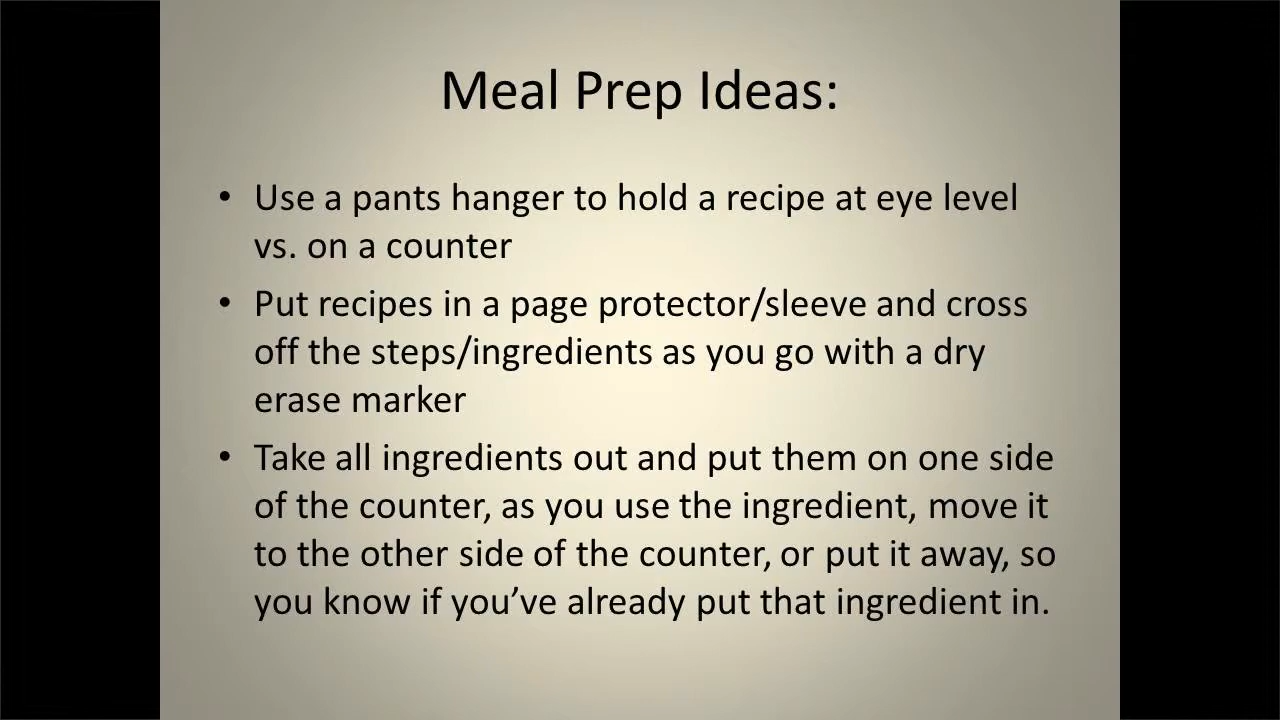 Meal Prep Ideas:
• Use a pants hanger to hold a recipe at eye level
vs. on a counter
• Put recipes in a page protector/sleeve and cross
off the steps/ingredients as you go with a dry
erase marker
• Take all ingredients out and put them on one side
of the counter, as you use the ingredient, move it
to the other side of the counter, or put it away, so
you know if you’ve already put that ingredient in.